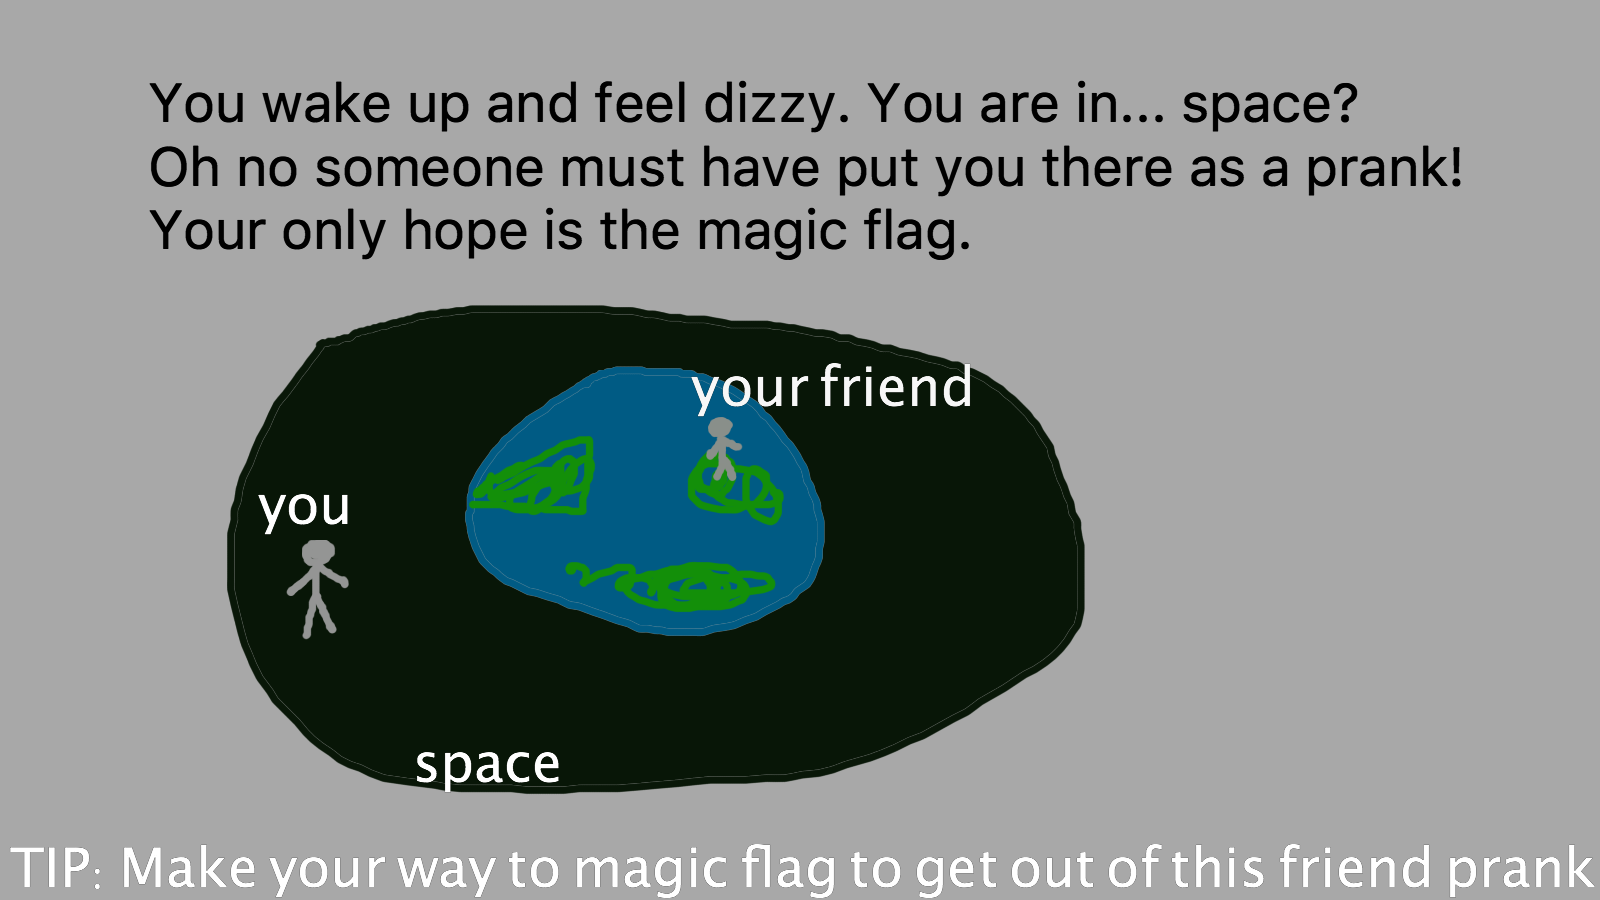 You wake up and feel dizzy. You are in... space?
Oh no someone must have put you there as a prank!
Your only hope is the magic flag.
your friend
you
space
TIP: Make your way to magic flag to get out of this friend prank